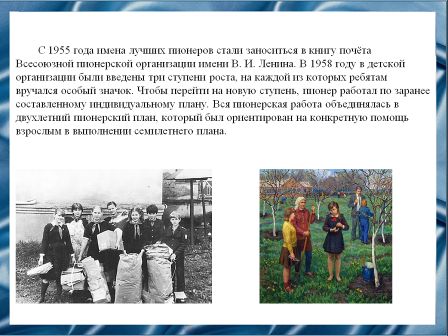 С 1955 года имена лучших пионеров стали заноситься в книгу почёта
Всесоюзной пионерской организации имени В. И. Ленина. В 1958 году в детской
организации были введены три ступени роста, на каждой из которых ребятам
вручался особый значок. Чтобы перейти на новую ступень, пионер работал по заранее
составленному индивидуальному плану. Вся пионерская работа объединялась в
двухлетний пионерский план, который был ориентирован на конкретную помощь
взрослым в выполнении семилетнего плана.